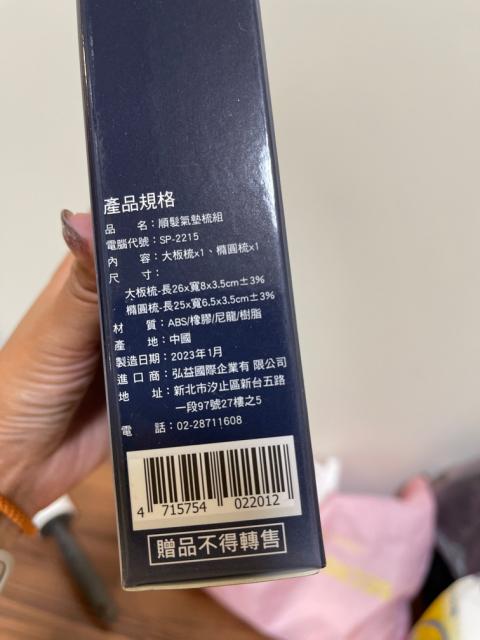 產品規格
品　　名：順髮氣墊梳組
電腦代號：SP-2215
內　　容：大板梳x1、橢圓梳x1
尺　　寸：
大板梳-長26x寬8x3.5cm±3%
橢圓梳-長25x寬6.5x3.5cm±3%
材　　質：ABS/橡膠/尼龍/樹脂
產　　地：中國
製造日期：2023年1月
進 口 商：弘益國際企業有 限公司
地　　址：新北市汐止區新台五路
一段97號27樓之5
電　　話：02-28711608
4 715754 022012
贈品不得轉售